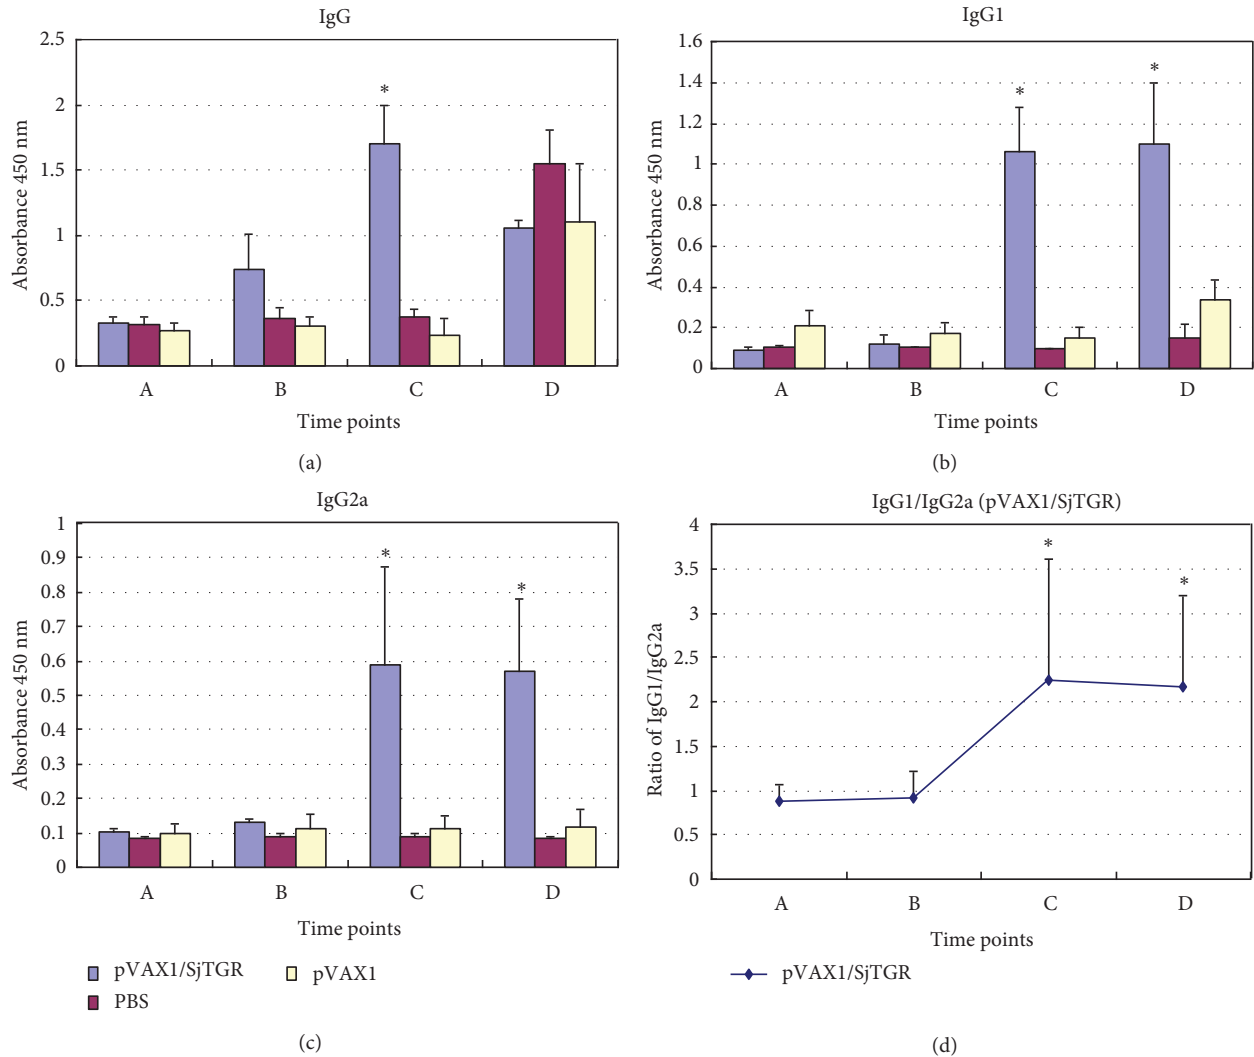 IgG
2.5
2
1.5
1
0.5
0
Absorbance 450 nm
*
A B C D
Time points
(a)
IgG1
1.6
1.4
1.2
1
0.8
0.6
0.4
0.2
0
Absorbance 450 nm
* *
A B C D
Time points
(b)
IgG2a
1
0.9
0.8
0.7
0.6
0.5
0.4
0.3
0.2
0.1
0
Absorbance 450 nm
* *
A B C D
Time points
pVAX1/SjTGR pVAX1
PBS
(c)
IgG1/IgG2a (pVAX1/SjTGR)
4
3.5
3
2.5
2
1.5
1
0.5
0
Ratio of IgG1/IgG2a
* *
A B C D
Time points
pVAX1/SjTGR
(d)